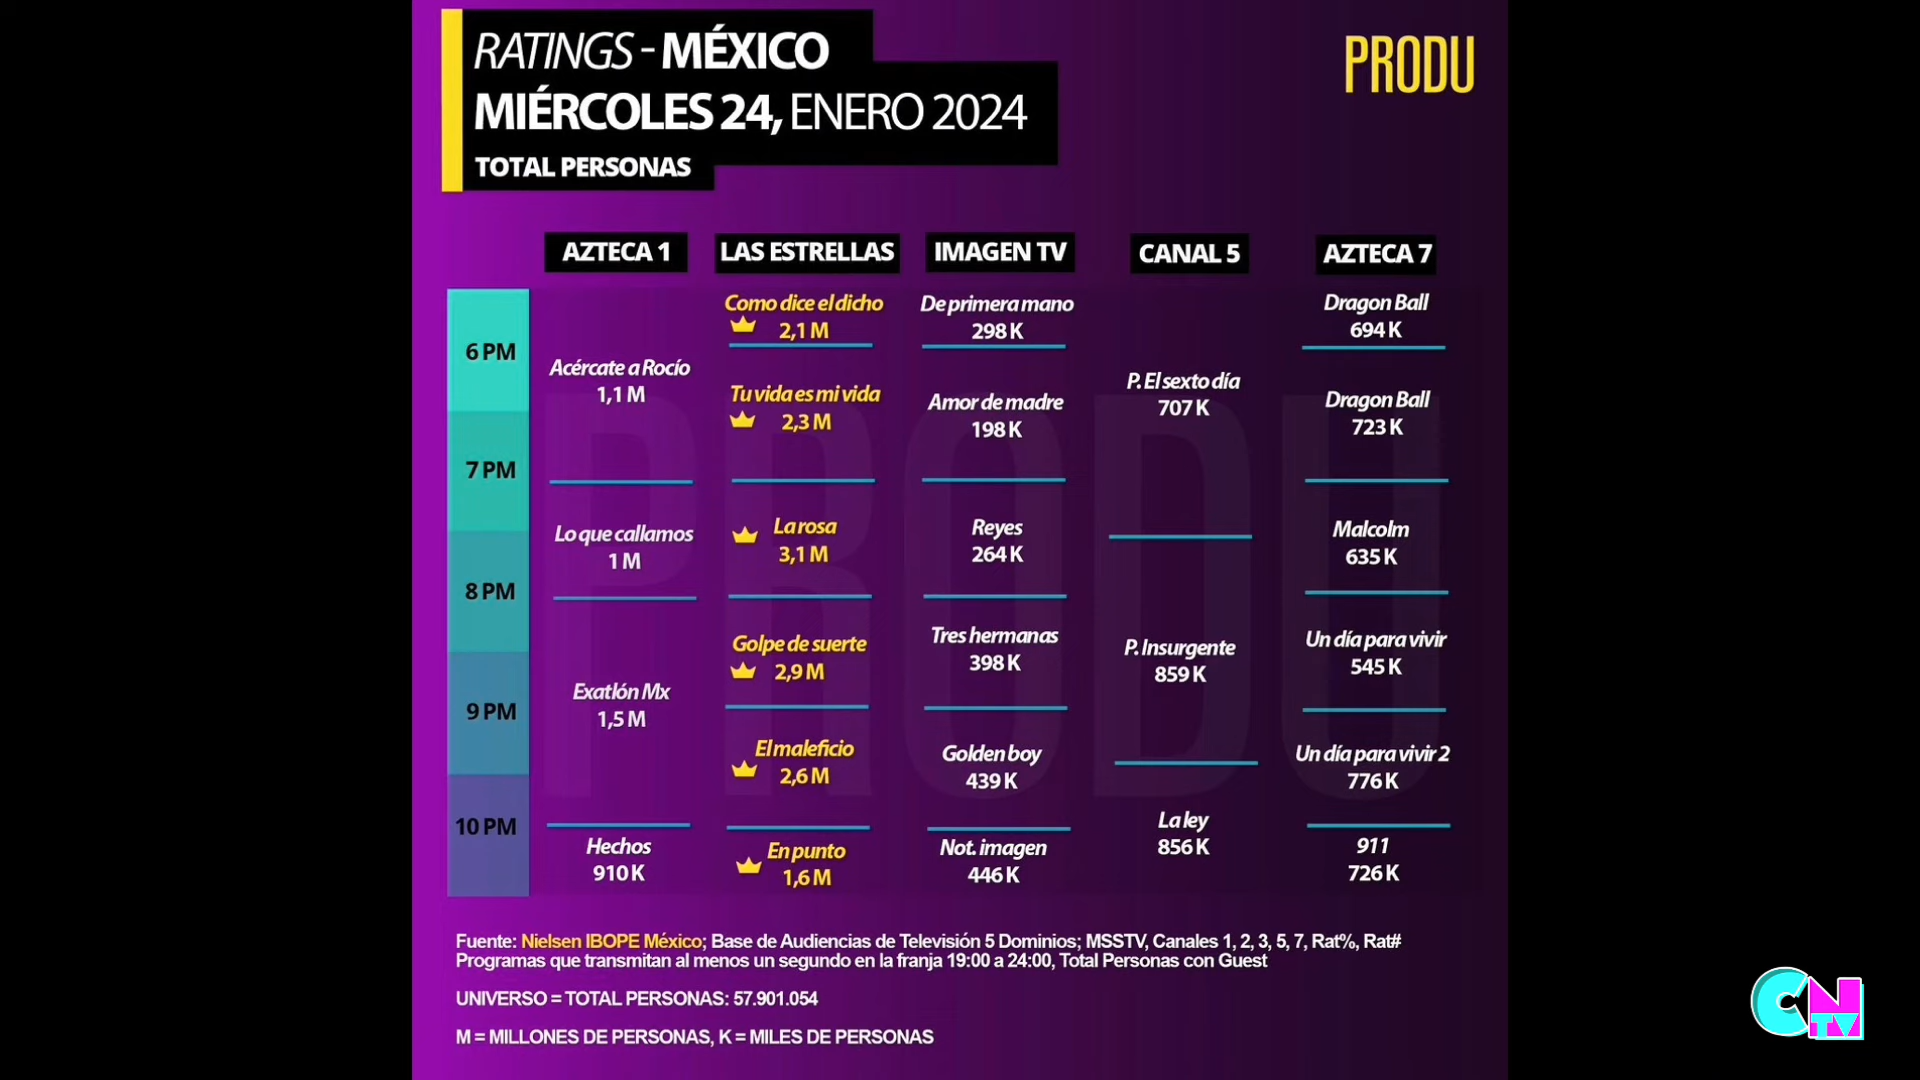 RATINGS - MÉXICO
MIÉRCOLES 24, ENERO 2024
TOTAL PERSONAS
PRODU
AZTECA 1
LAS ESTRELLAS
IMAGEN TV
CANAL 5
AZTECA 7
6 PM
7 PM
8 PM
9 PM
10 PM
Acércate a Rocío
1,1 M
Lo que callamos
1 M
Exatlón Mx
1,5 M
Hechos
910 K
Como dice el dicho
2,1 M
Tu vida es mi vida
2,3 M
La rosa
3,1 M
Golpe de suerte
2,9 M
El maleficio
2,6 M
En punto
1,6 M
De primera mano
298 K
Amor de madre
198 K
Reyes
264 K
Tres hermanas
398 K
Golden boy
439 K
Not. imagen
446 K
P. El sexto día
707 K
P. Insurgente
859 K
La ley
856 K
Dragon Ball
694 K
Dragon Ball
723 K
Malcolm
635 K
Un día para vivir
545 K
Un día para vivir 2
776 K
911
726 K
PRODU
Fuente: Nielsen IBOPE México; Base de Audiencias de Televisión 5 Dominios; MSSTV, Canales 1, 2, 3, 5, 7, Rat%, Rat#
Programas que transmitan al menos un segundo en la franja 19:00 a 24:00, Total Personas con Guest
UNIVERSO = TOTAL PERSONAS: 57.901.054
M = MILLONES DE PERSONAS, K = MILES DE PERSONAS
CN
TV